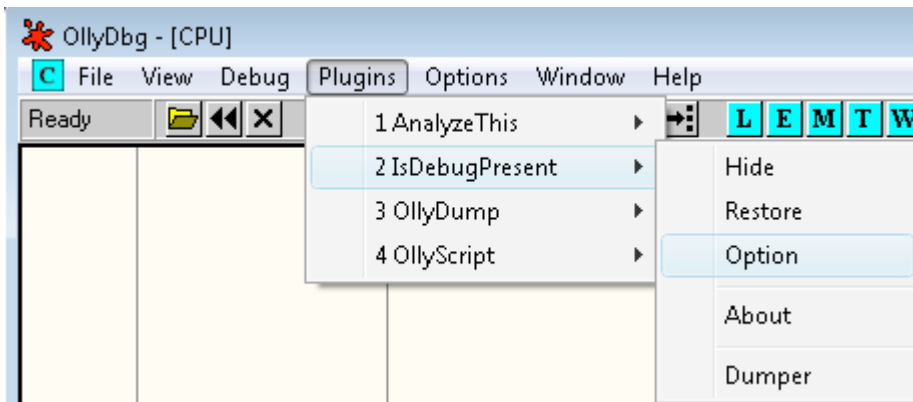 OllyDbg - [CPU]
C File View Debug Plugins Options Window Help
Ready L E M T W
1 AnalyzeThis
2 IsDebugPresent
3 OllyDump
4 OllyScript
Hide
Restore
Option
About
Dumper